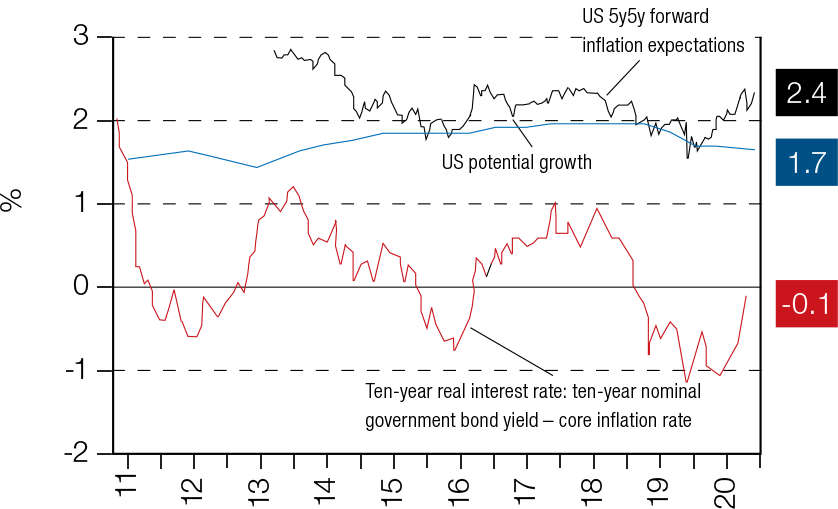 US 5y5y forward
inflation expectations
3
2
1
0
-1
-2
%
2.4
1.7
-0.1
US potential growth
Ten-year real interest rate: ten-year nominal
government bond yield – core inflation rate
11 12 13 14 15 16 17 18 19 20